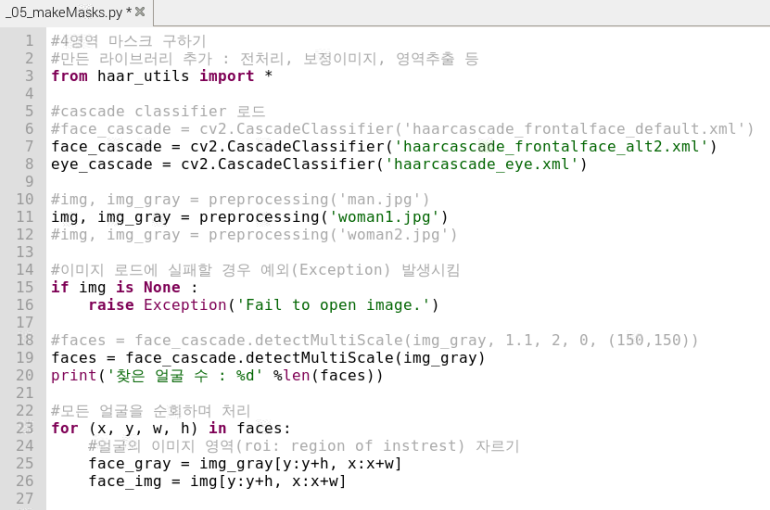 _05_makeMasks.py *
1 #4영역 마스크 구하기
2 #만든 라이브러리 추가 : 전처리, 보정이미지, 영역추출 등
3 from haar_utils import *
4
5 #cascade classifier 로드
6 #face_cascade = cv2.CascadeClassifier('haarcascade_frontalface_default.xml')
7 face_cascade = cv2.CascadeClassifier('haarcascade_frontalface_alt2.xml')
8 eye_cascade = cv2.CascadeClassifier('haarcascade_eye.xml')
9
10 #img, img_gray = preprocessing('man.jpg')
11 img, img_gray = preprocessing('woman1.jpg')
12 #img, img_gray = preprocessing('woman2.jpg')
13
14 #이미지 로드에 실패할 경우 예외(Exception) 발생시킴
15 if img is None :
16     raise Exception('Fail to open image.')
17
18 #faces = face_cascade.detectMultiScale(img_gray, 1.1, 2, 0, (150,150))
19 faces = face_cascade.detectMultiScale(img_gray)
20 print('찾은 얼굴 수 : %d' %len(faces))
21
22 #모든 얼굴을 순회하며 처리
23 for (x, y, w, h) in faces:
24     #얼굴의 이미지 영역(roi: region of instrest) 자르기
25     face_gray = img_gray[y:y+h, x:x+w]
26     face_img = img[y:y+h, x:x+w]
27